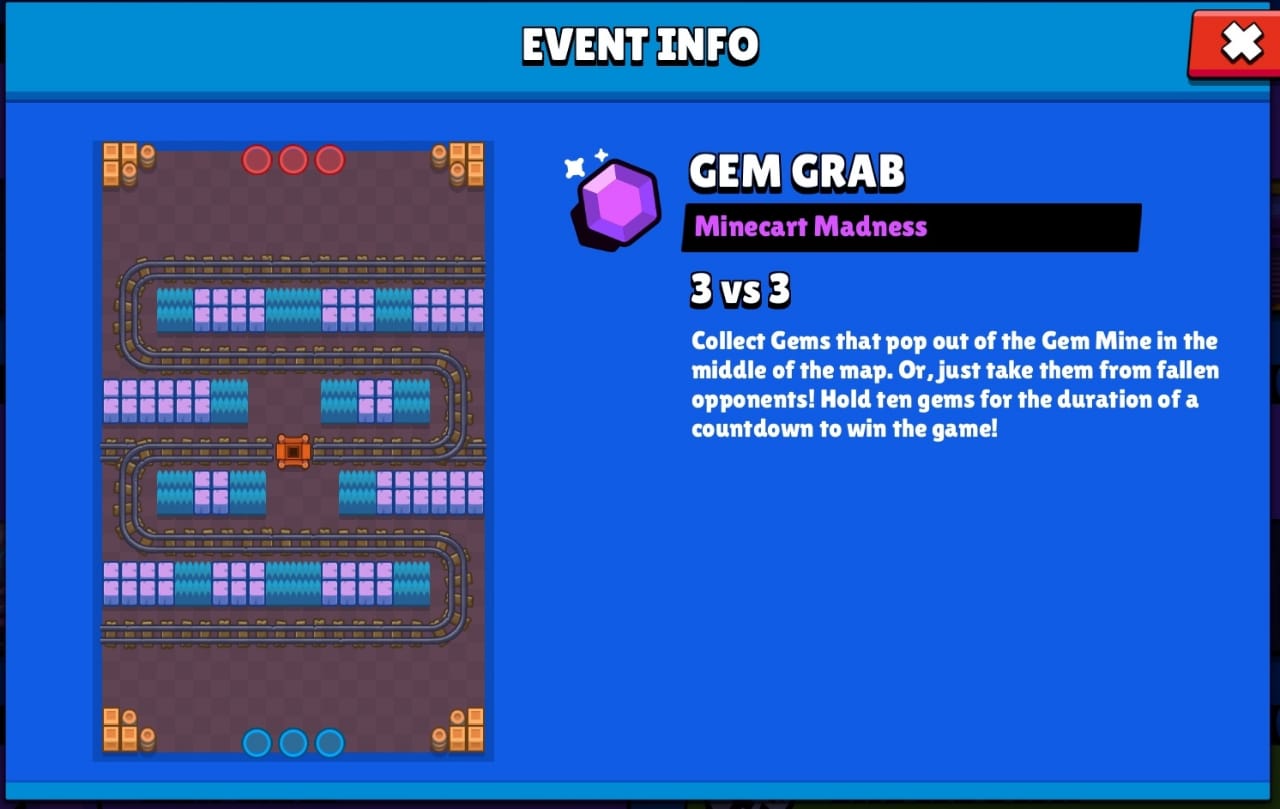 EVENT INFO
GEM GRAB
Minecart Madness
3 vs 3
Collect Gems that pop out of the Gem Mine in the
middle of the map. Or, just take them from fallen
opponents! Hold ten gems for the duration of a
countdown to win the game!